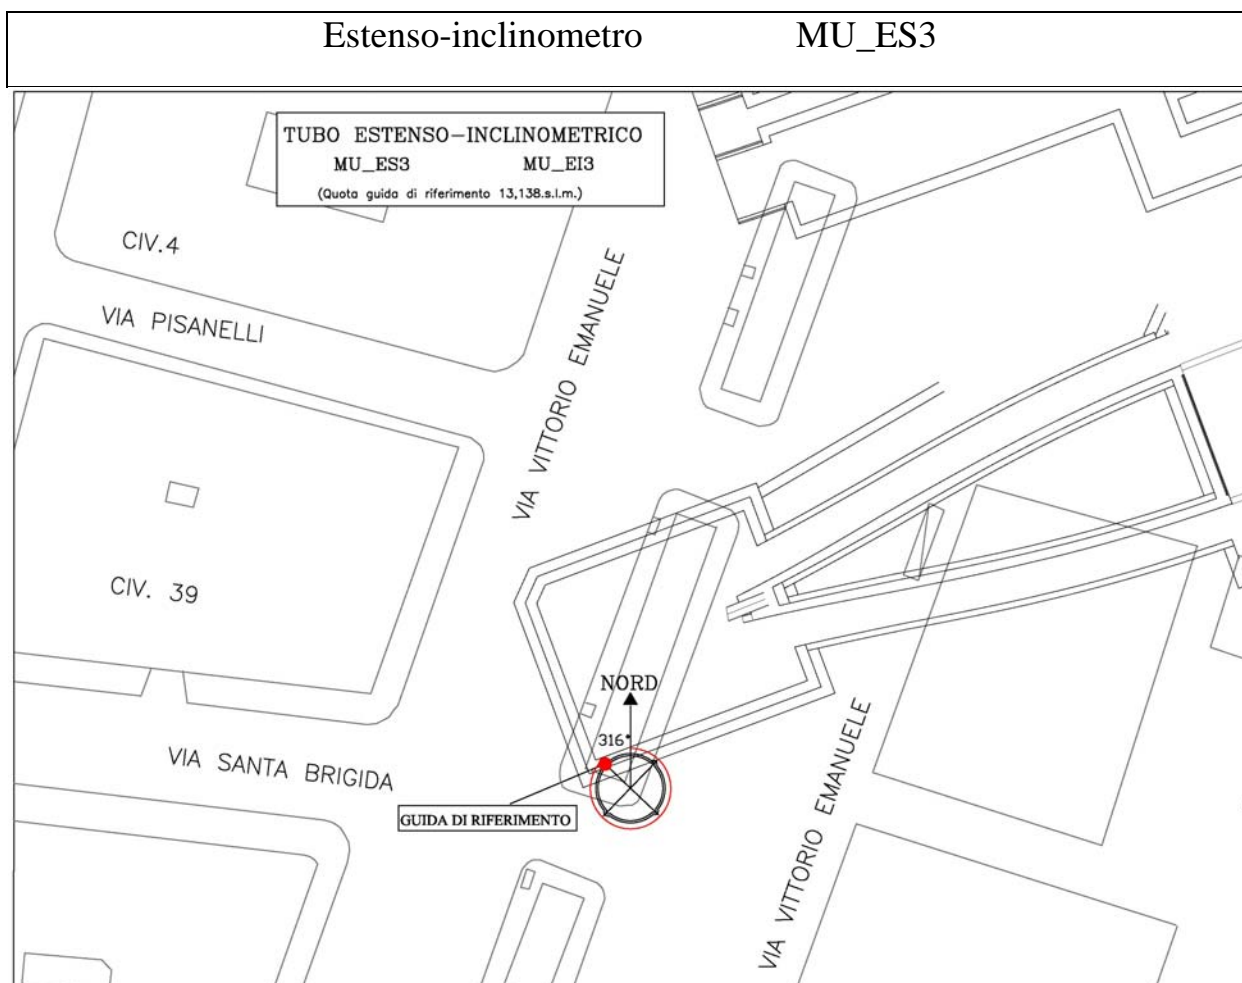 Estenso-inclinometro MU_ES3
TUBO ESTENSO-INCLINOMETRICO
MU_ES3 MU_EI3
(Quota guida di riferimento 13,138.s.l.m.)
CIV.4
VIA PISANELLI
VIA VITTORIO EMANUELE
CIV. 39
NORD
316°
VIA SANTA BRIGIDA
GUIDA DI RIFERIMENTO
VIA VITTORIO EMANUELE